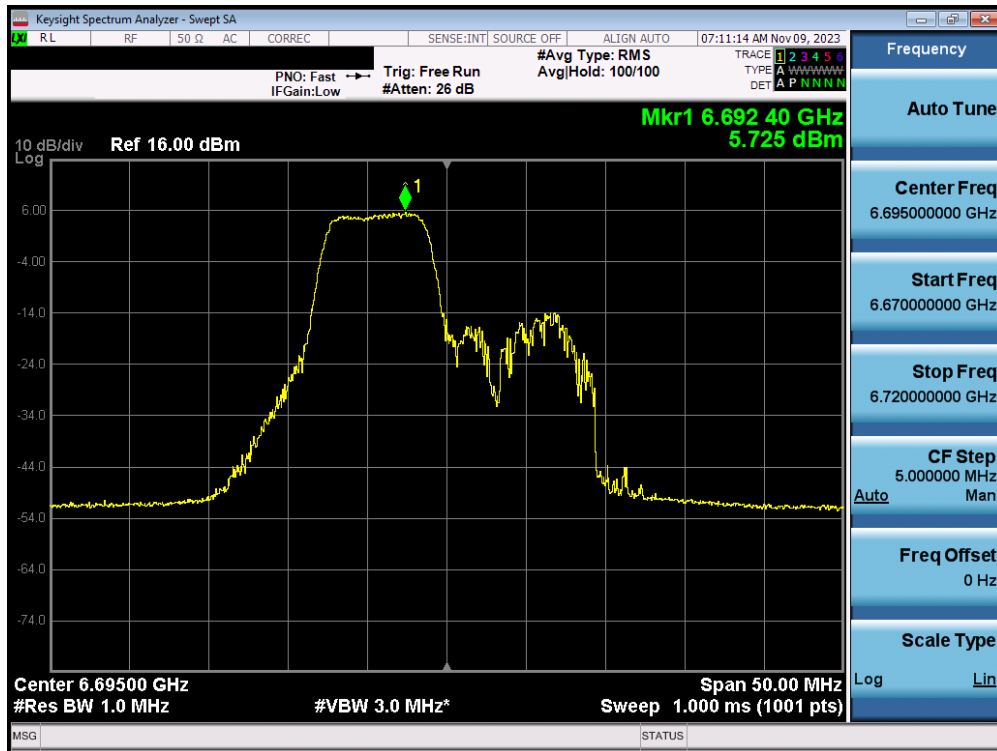 Keysight Spectrum Analyzer - Swept SA
LXI RL RF 50 Ω AC CORREC SENSE:INT SOURCE OFF ALIGN AUTO 07:11:14 AM Nov 09, 2023
PNO: Fast
IFGain:Low
Trig: Free Run
#Atten: 26 dB
#Avg Type: RMS
Avg|Hold: 100/100
TRACE 1 2 3 4 5 6
TYPE A WWWWW
DET A P N N N N
Mkr1 6.692 40 GHz
5.725 dBm
10 dB/div Ref 16.00 dBm
Log
1
6.00
-4.00
-14.0
-24.0
-34.0
-44.0
-54.0
-64.0
-74.0
Center 6.69500 GHz Span 50.00 MHz
#Res BW 1.0 MHz #VBW 3.0 MHz* Sweep 1.000 ms (1001 pts)
MSG STATUS
Frequency
Auto Tune
Center Freq
6.695000000 GHz
Start Freq
6.670000000 GHz
Stop Freq
6.720000000 GHz
CF Step
5.000000 MHz
Auto Man
Freq Offset
0 Hz
Scale Type
Log Lin